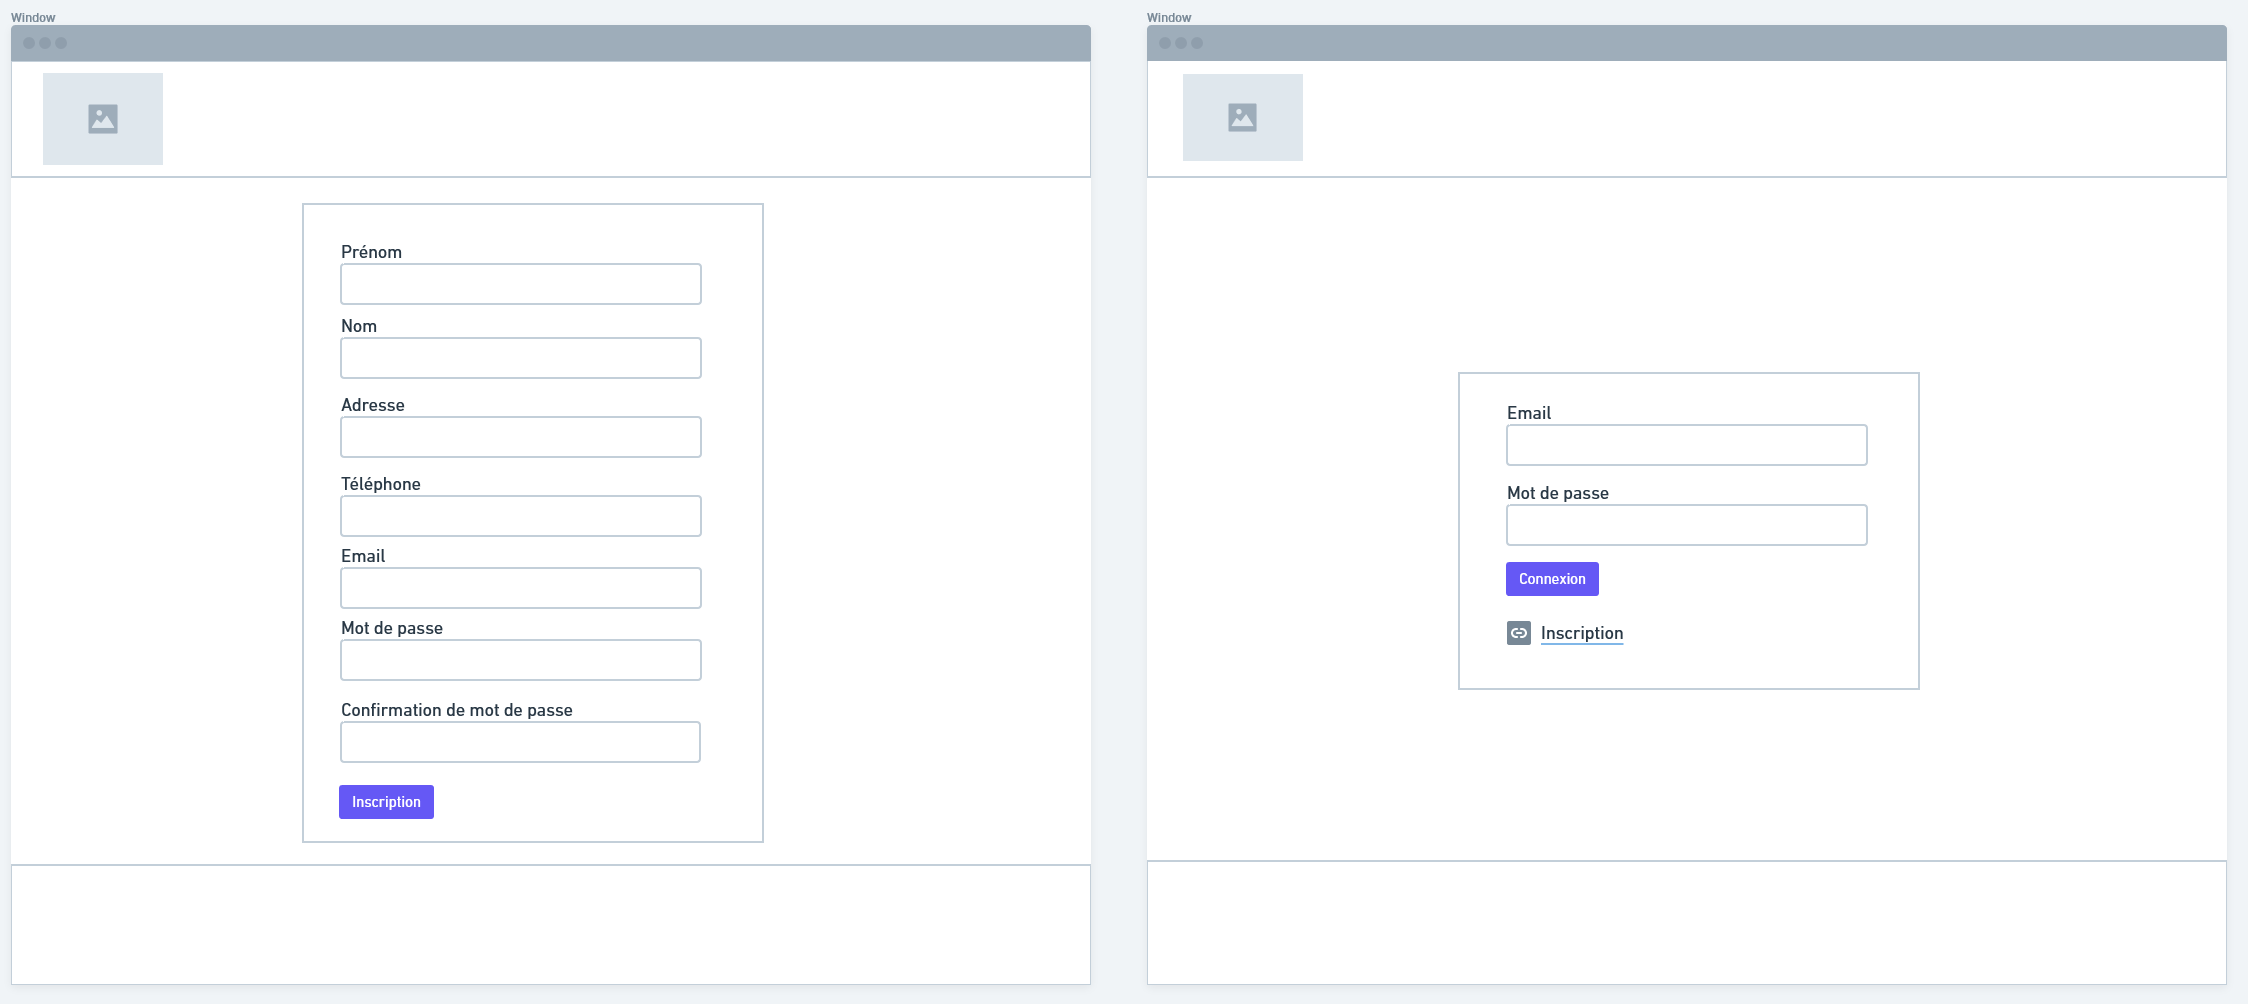 Window
Prénom
Nom
Adresse
Téléphone
Email
Mot de passe
Confirmation de mot de passe
Inscription
Window
Email
Mot de passe
Connexion
Inscription